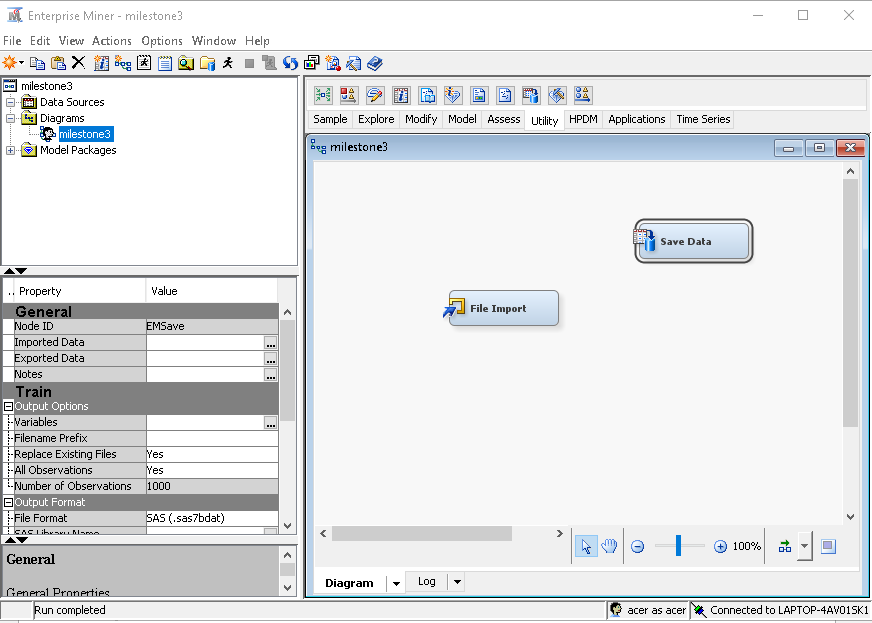 Enterprise Miner - milestone3
File Edit View Actions Options Window Help
milestone3
Data Sources
Diagrams
milestone3
Model Packages
Sample Explore Modify Model Assess Utility HPDM Applications Time Series
milestone3
Save Data
File Import
.. Property Value
General
Node ID EMSave
Imported Data ...
Exported Data ...
Notes ...
Train
Output Options
Variables ...
Filename Prefix
Replace Existing Files Yes
All Observations Yes
Number of Observations 1000
Output Format
File Format SAS (.sas7bdat)
SAS Library Name
100%
General
General Properties
Diagram Log
Run completed
acer as acer
Connected to LAPTOP-4AV01SK1